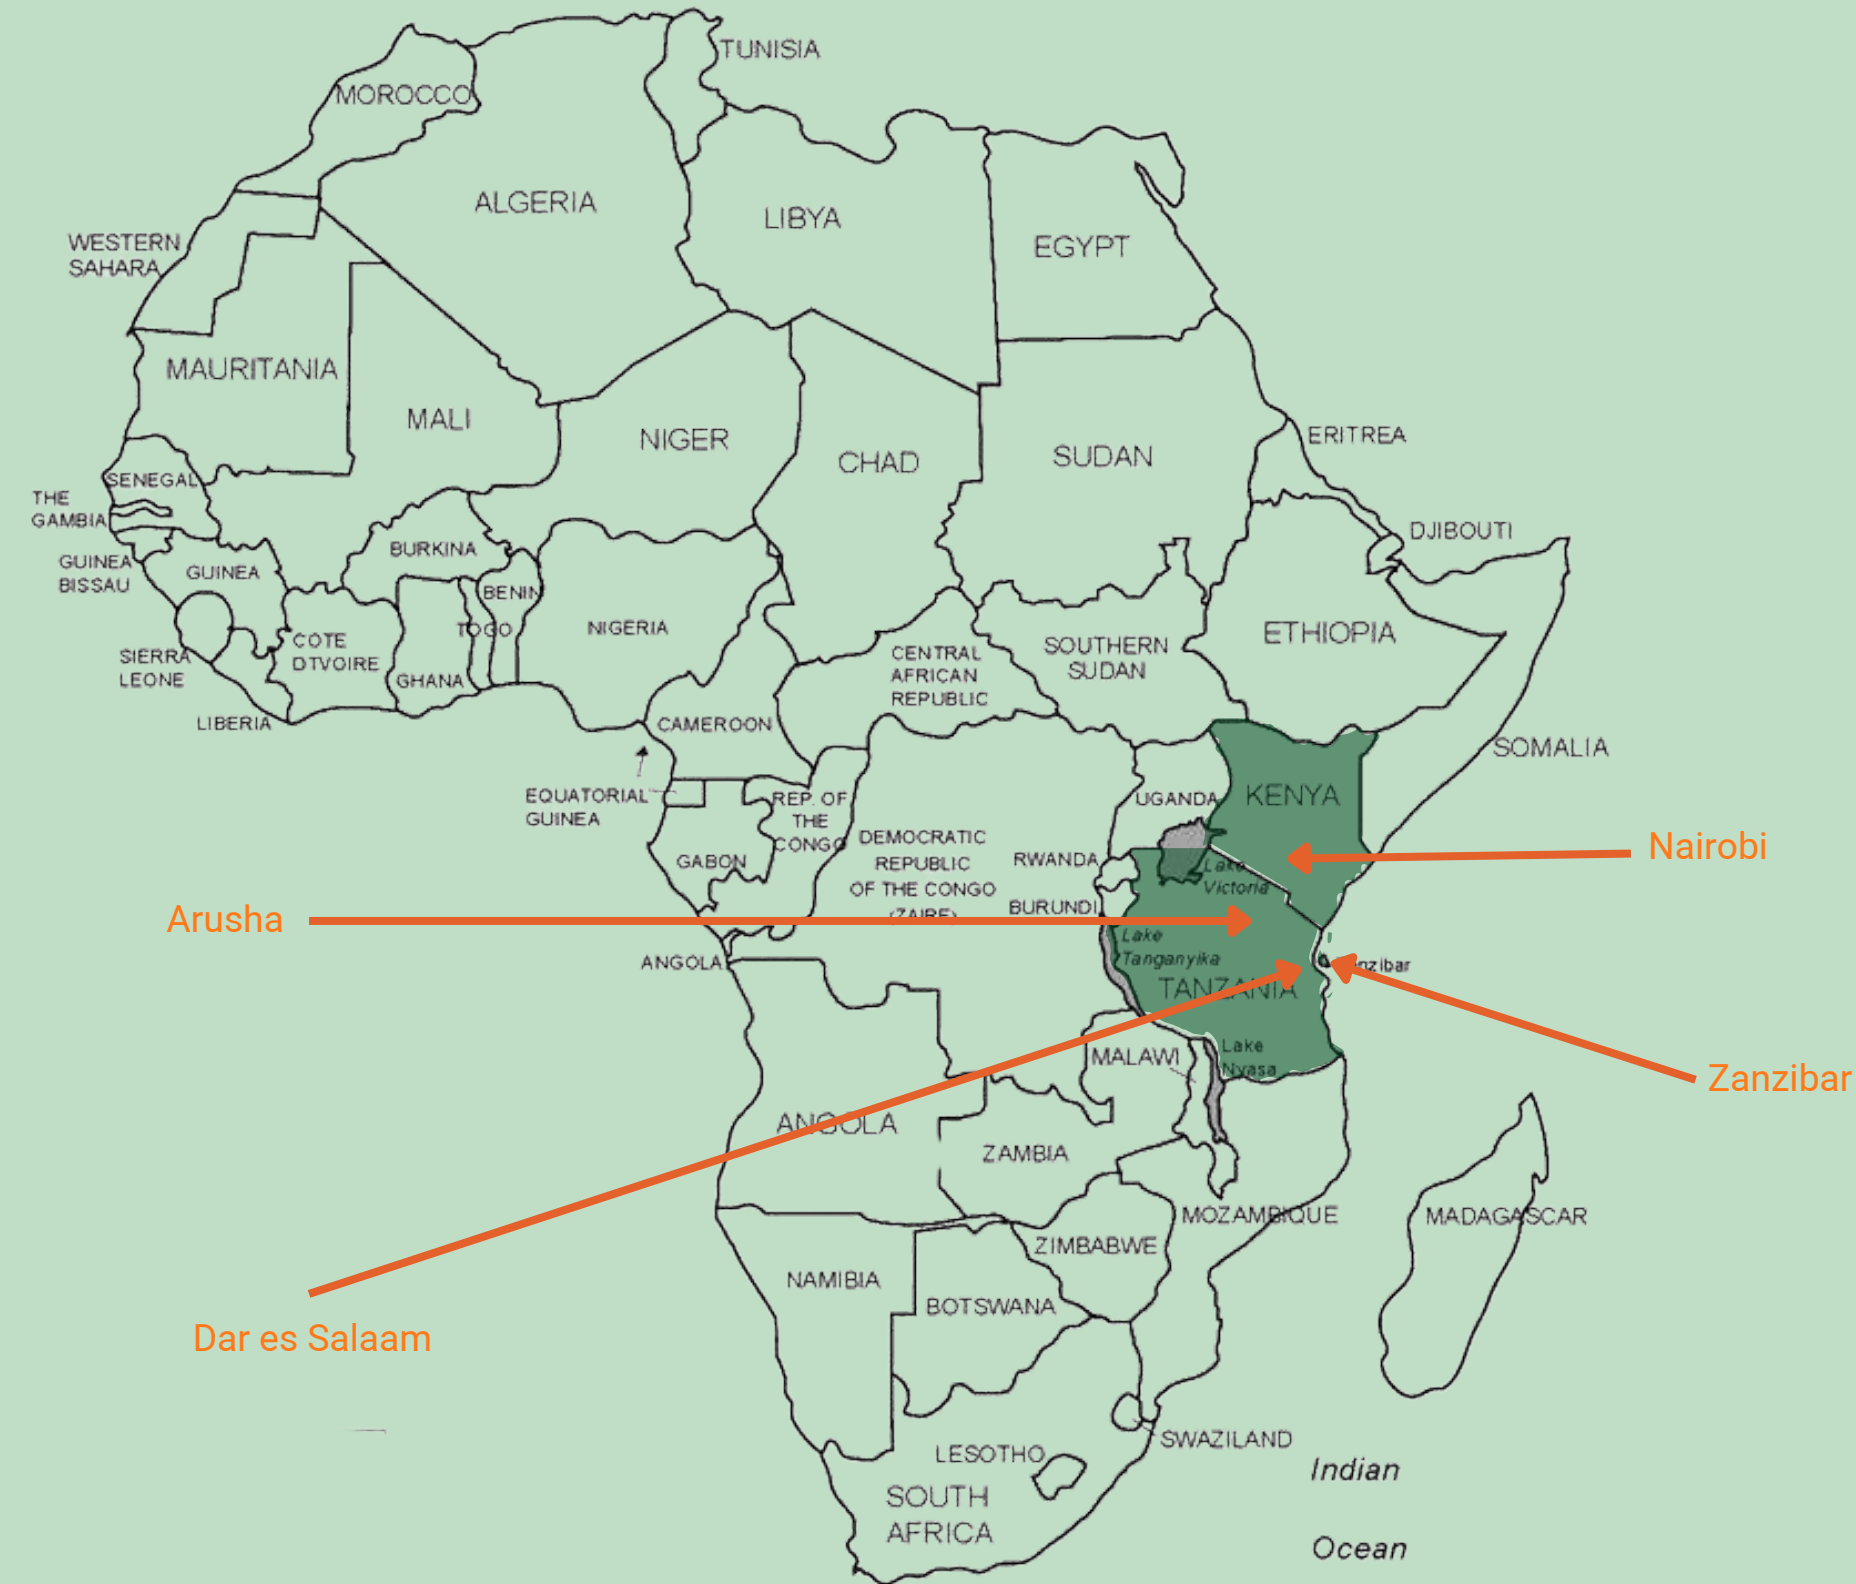 TUNISIA
MOROCCO
ALGERIA
LIBYA
EGYPT
WESTERN
SAHARA
MAURITANIA
MALI
NIGER
CHAD
SUDAN
ERITREA
SENEGAL
THE
GAMBIA
DJIBOUTI
GUINEA
BISSAU
GUINEA
BURKINA
BENIN
TOGO
NIGERIA
COTE
DTVOIRE
GHANA
SIERRA
LEONE
LIBERIA
CENTRAL
AFRICAN
REPUBLIC
SOUTHERN
SUDAN
ETHIOPIA
CAMEROON
SOMALIA
EQUATORIAL
GUINEA
REP. OF
THE
CONGO
GABON
DEMOCRATIC
REPUBLIC
OF THE CONGO
(ZAIRE)
UGANDA
KENYA
Nairobi
RWANDA
Lake
Victoria
BURUNDI
Arusha
Lake
Tanganyika
ANGOLA
TANZANIA
nzibar
Zanzibar
Lake
Nyasa
MALAWI
ANGOLA
ZAMBIA
MOZAMBIQUE
MADAGASCAR
ZIMBABWE
NAMIBIA
BOTSWANA
Dar es Salaam
SWAZILAND
LESOTHO
SOUTH
AFRICA
Indian
Ocean